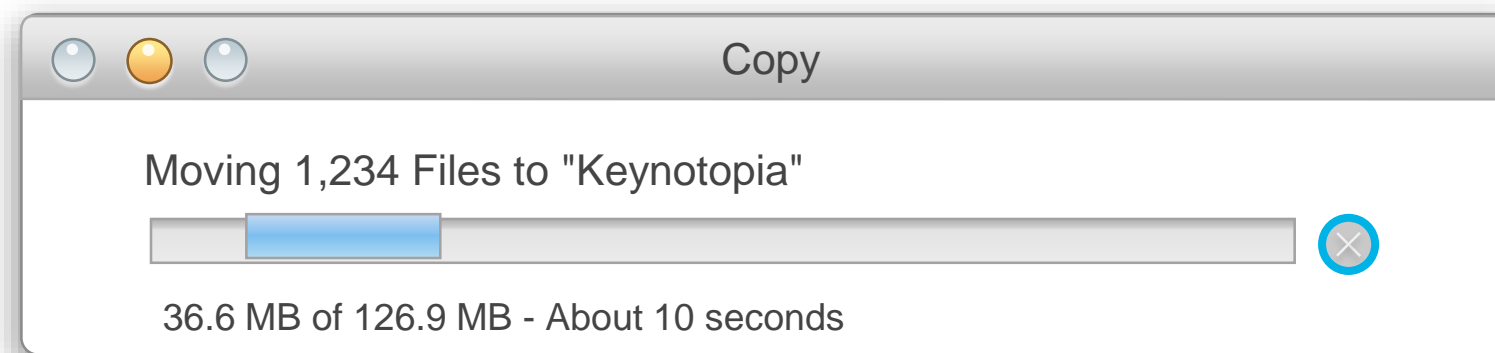 Copy
Moving 1,234 Files to "Keynotopia"
36.6 MB of 126.9 MB - About 10 seconds